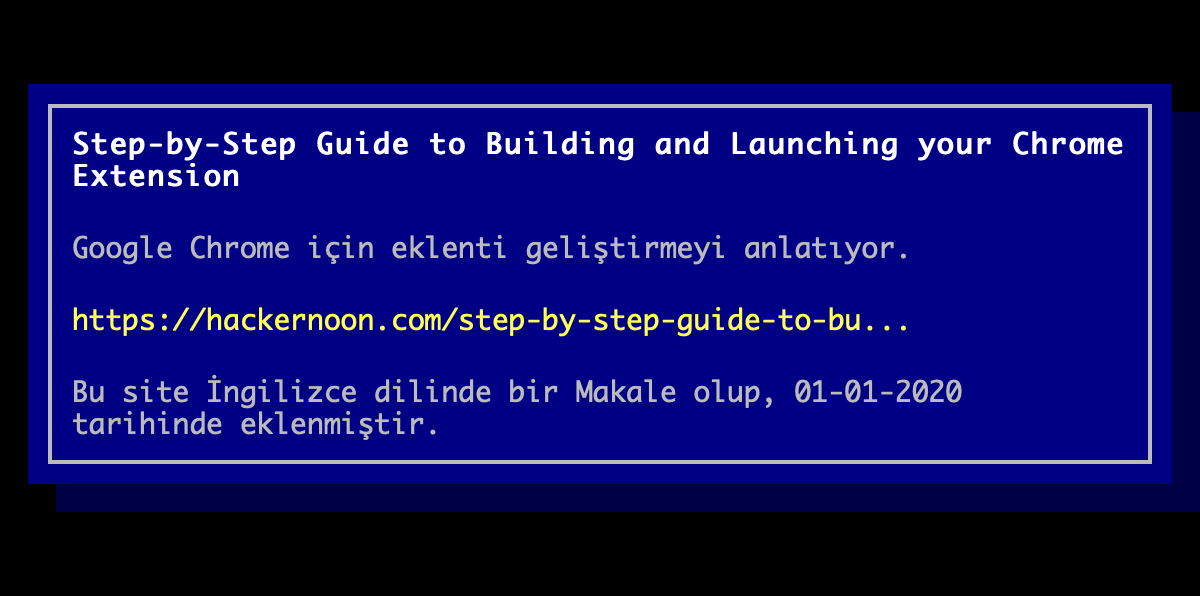 Step-by-Step Guide to Building and Launching your Chrome
Extension
Google Chrome için eklenti geliştirmeyi anlatıyor.
https://hackernoon.com/step-by-step-guide-to-bu...
Bu site İngilizce dilinde bir Makale olup, 01-01-2020
tarihinde eklenmiştir.